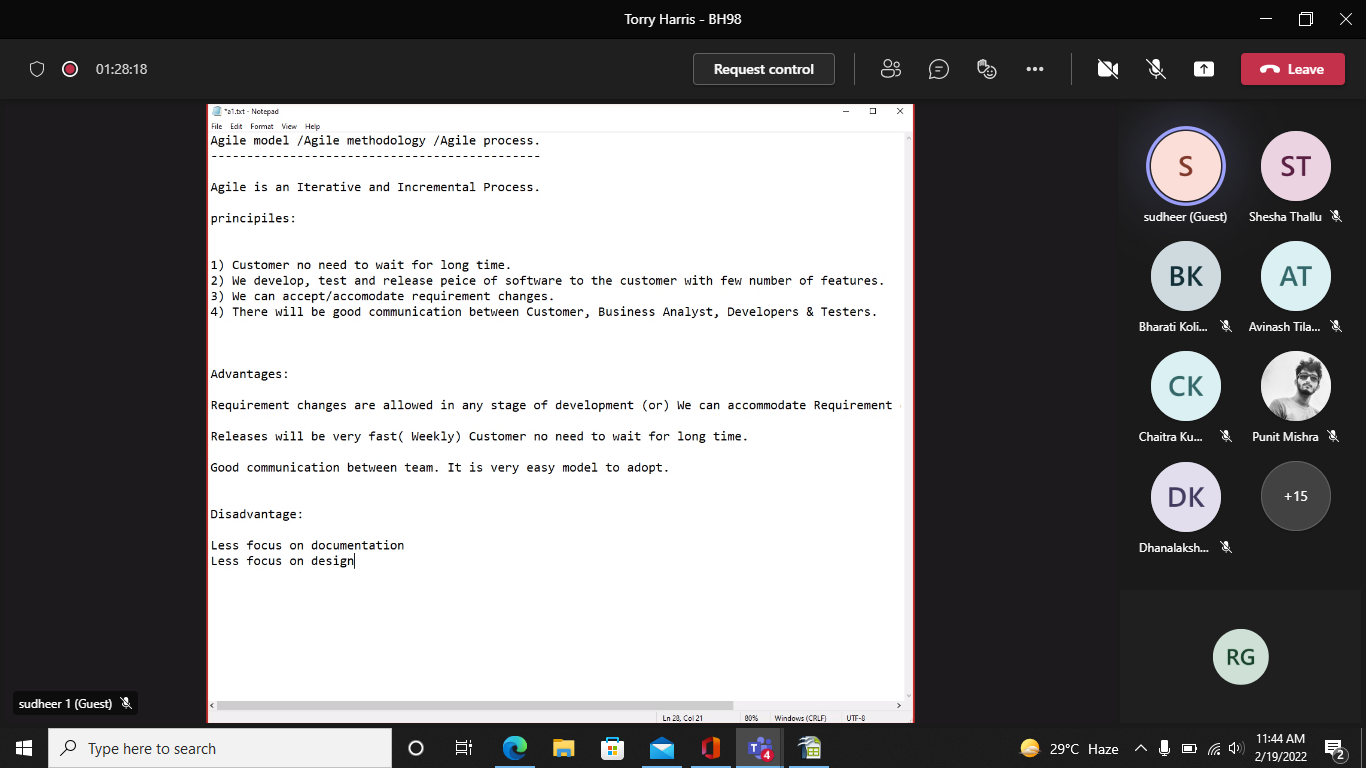 Torry Harris - BH98
01:28:18
Request control
Leave
*a1.txt - Notepad
File Edit Format View Help
Agile model /Agile methodology /Agile process.
----------------------------------------------
Agile is an Iterative and Incremental Process.
principiles:
1) Customer no need to wait for long time.
2) We develop, test and release peice of software to the customer with few number of features.
3) We can accept/accomodate requirement changes.
4) There will be good communication between Customer, Business Analyst, Developers & Testers.
Advantages:
Requirement changes are allowed in any stage of development (or) We can accommodate Requirement
Releases will be very fast( Weekly) Customer no need to wait for long time.
Good communication between team. It is very easy model to adopt.
Disadvantage:
Less focus on documentation
Less focus on design
Ln 28, Col 21 80% Windows (CRLF) UTF-8
sudheer 1 (Guest)
S
sudheer (Guest)
ST
Shesha Thallu
BK
Bharati Koli...
AT
Avinash Tila...
CK
Chaitra Ku...
Punit Mishra
DK
Dhanalaksh...
+15
RG
Type here to search
4
29°C Haze
11:44 AM
2/19/2022
2